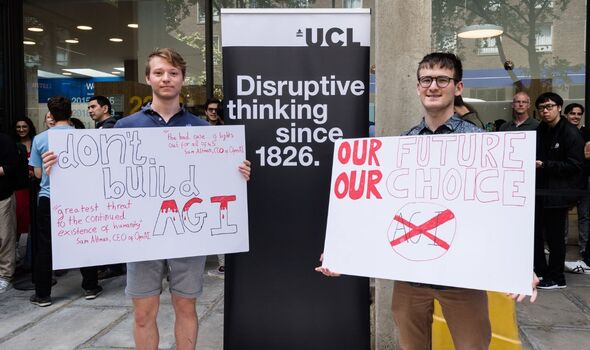 don't
build
AGI
"The bad case is lights
out for all of us"
Sam Altman, CEO of OpenAI
"greatest threat
to the continued
existence of humanity"
Sam Altman, CEO of OpenAI
UCL
Disruptive
thinking
since
1826.
OUR FUTURE
OUR CHOICE
AGI